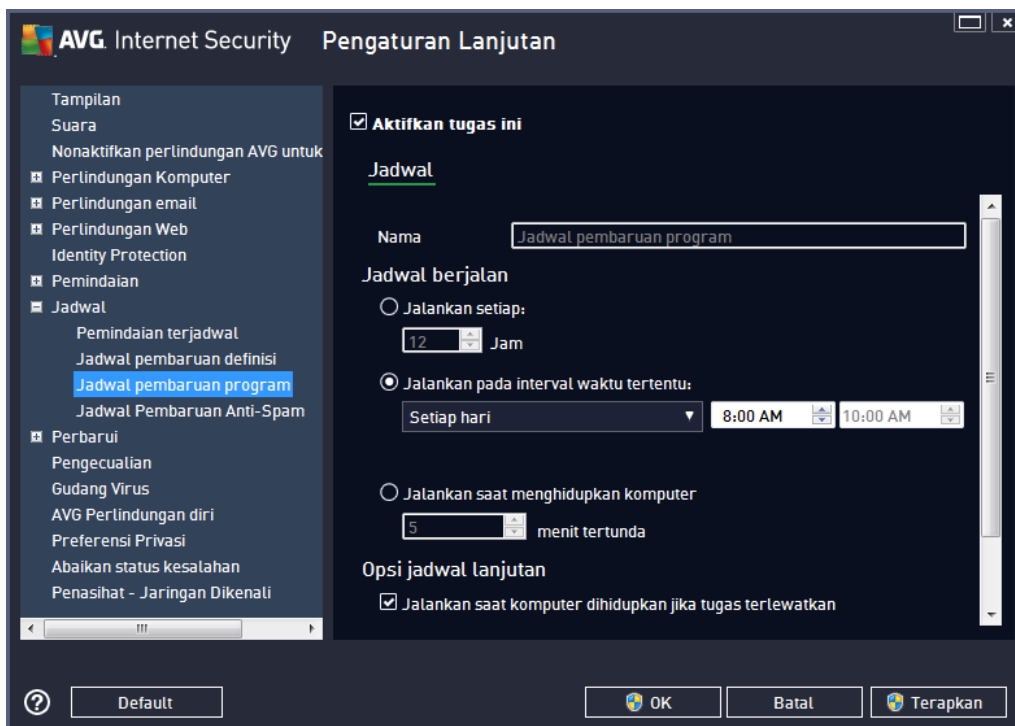 AVG. Internet Security Pengaturan Lanjutan
Tampilan
Suara
Nonaktifkan perlindungan AVG untuk
Perlindungan Komputer
Perlindungan email
Perlindungan Web
Identity Protection
Pemindaian
Jadwal
Pemindaian terjadwal
Jadwal pembaruan definisi
Jadwal pembaruan program
Jadwal Pembaruan Anti-Spam
Perbarui
Pengecualian
Gudang Virus
AVG Perlindungan diri
Preferensi Privasi
Abaikan status kesalahan
Penasihat - Jaringan Dikenali
Aktifkan tugas ini
Jadwal
Nama Jadwal pembaruan program
Jadwal berjalan
Jalankan setiap:
12 Jam
Jalankan pada interval waktu tertentu:
Setiap hari 8:00 AM 10:00 AM
Jalankan saat menghidupkan komputer
5 menit tertunda
Opsi jadwal lanjutan
Jalankan saat komputer dihidupkan jika tugas terlewatkan
? Default OK Batal Terapkan